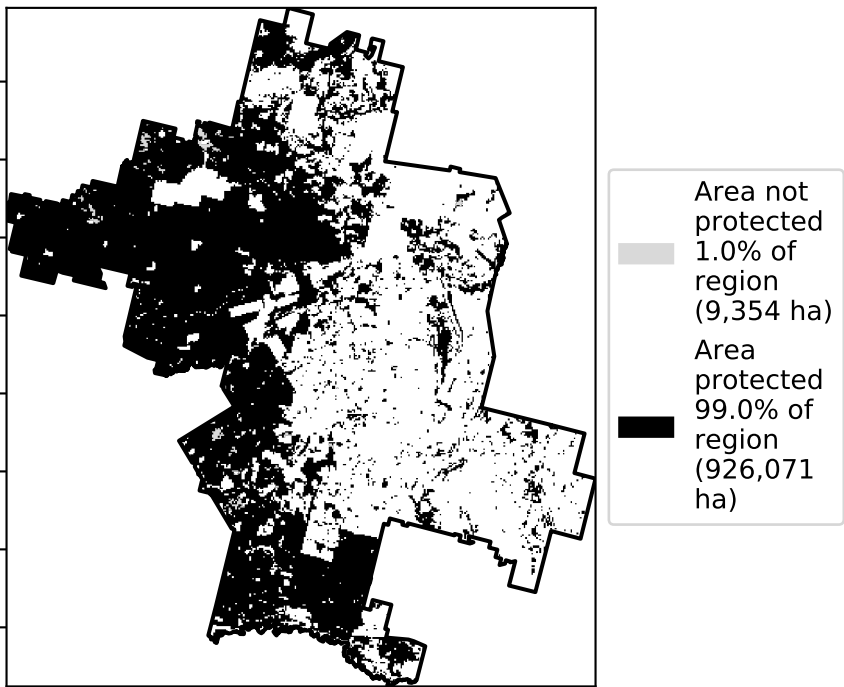 Area not
protected
1.0% of
region
(9,354 ha)
Area
protected
99.0% of
region
(926,071
ha)